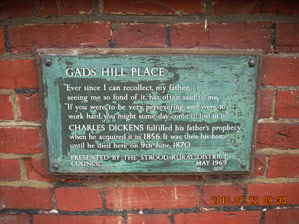 GADS HILL PLACE
"Ever since I can recollect, my father,
seeing me so fond of it, has often said to me,
"If you were to be very persevering and were to
work hard, you might some day come to live in it."
CHARLES DICKENS fulfilled his father's prophecy
when he acquired it in 1856. It was then his home
until he died here on 9th June, 1870
PRESENTED BY THE STROOD RURAL DISTRICT
COUNCIL MAY 1969